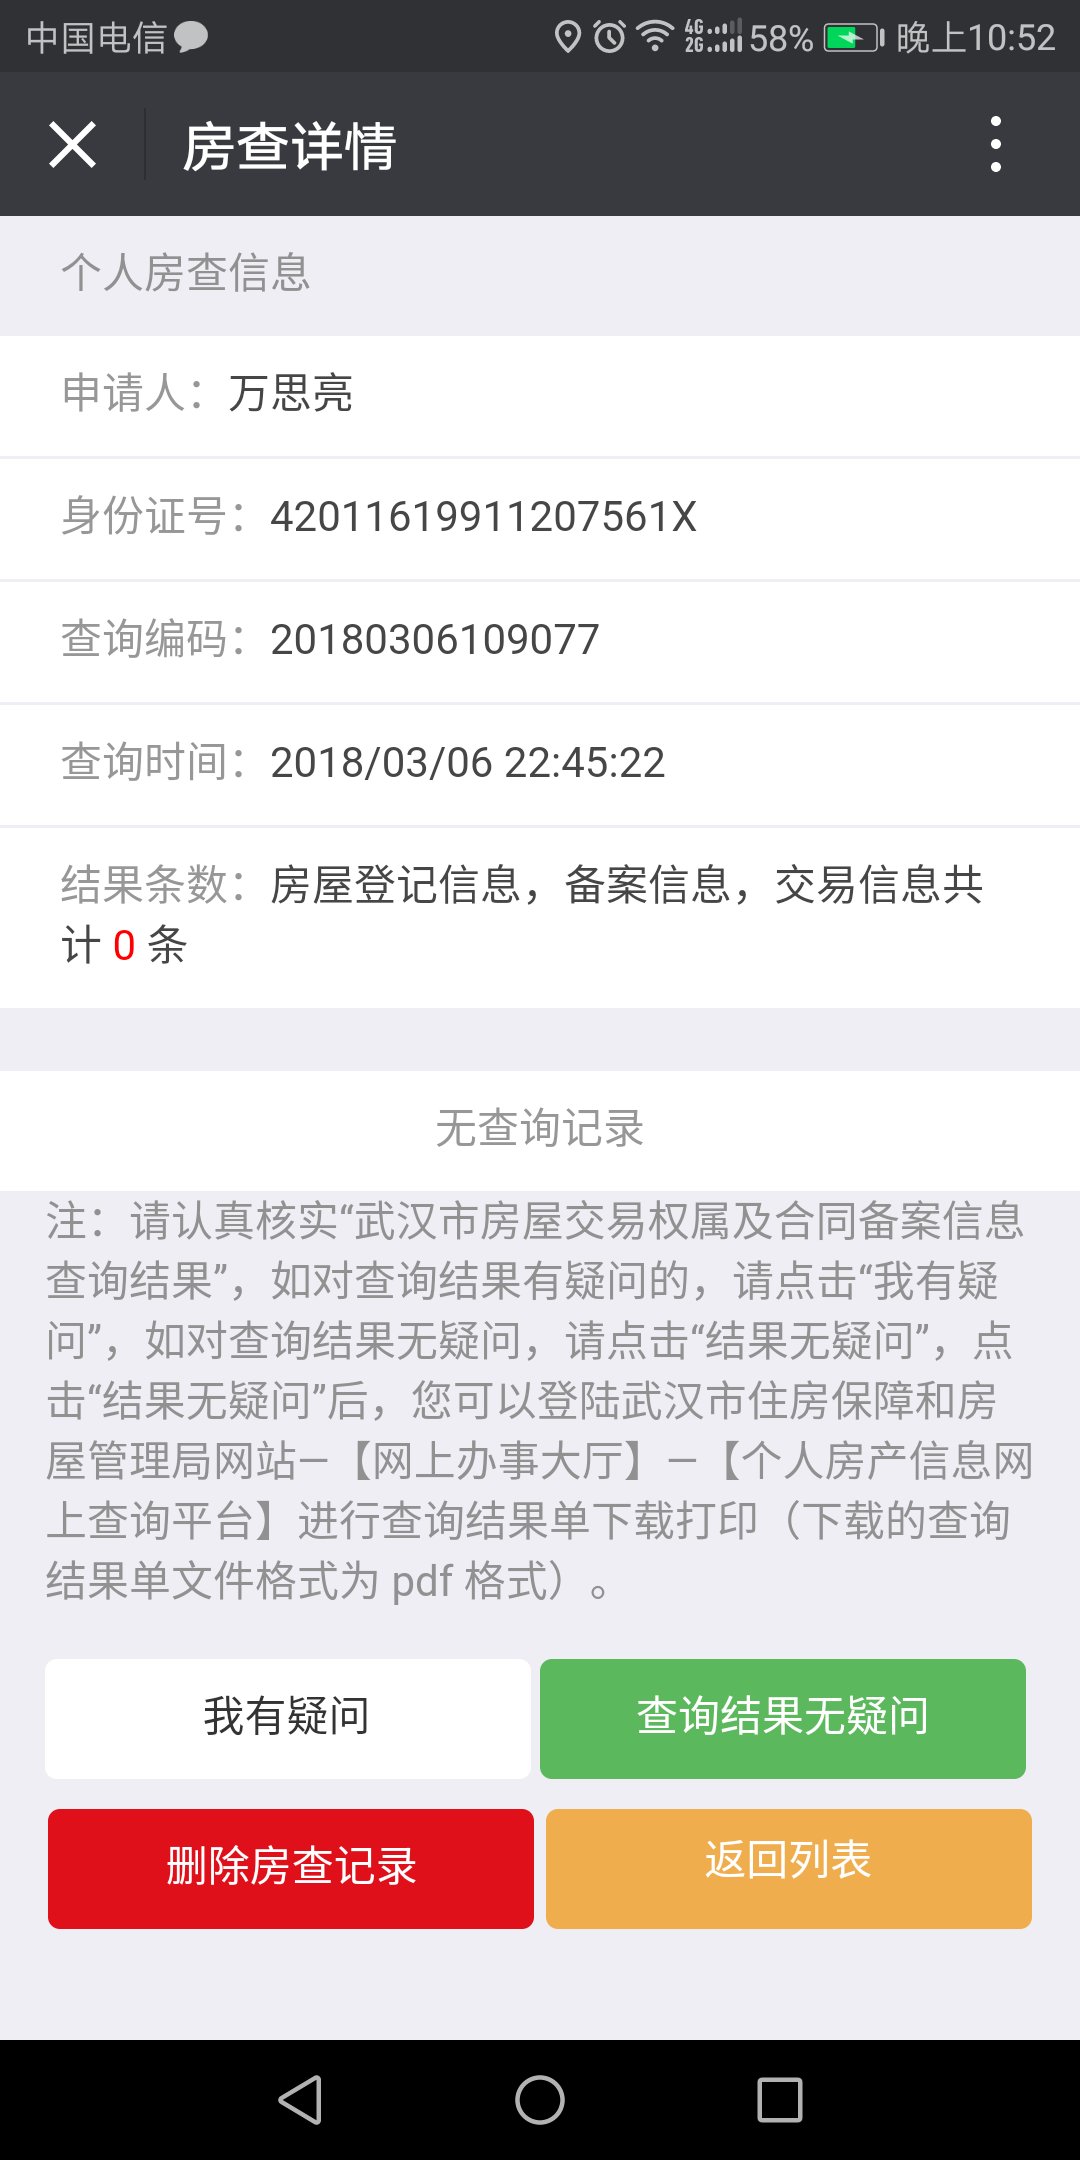 中国电信 4G 2G 58% 晚上10:52
房查详情
个人房查信息
申请人：万思亮
身份证号：42011619911207561X
查询编码：20180306109077
查询时间：2018/03/06 22:45:22
结果条数：房屋登记信息，备案信息，交易信息共
计 0 条
无查询记录
注：请认真核实“武汉市房屋交易权属及合同备案信息
查询结果”，如对查询结果有疑问的，请点击“我有疑
问”，如对查询结果无疑问，请点击“结果无疑问”，点
击“结果无疑问”后，您可以登陆武汉市住房保障和房
屋管理局网站—【网上办事大厅】—【个人房产信息网
上查询平台】进行查询结果单下载打印（下载的查询
结果单文件格式为 pdf 格式）。
我有疑问 查询结果无疑问
删除房查记录 返回列表